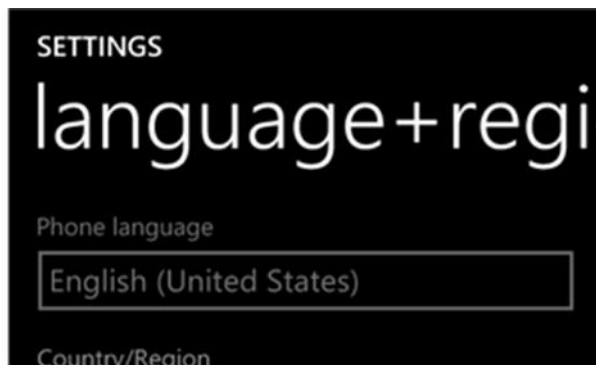 SETTINGS
language+regi
Phone language
English (United States)
Country/Region